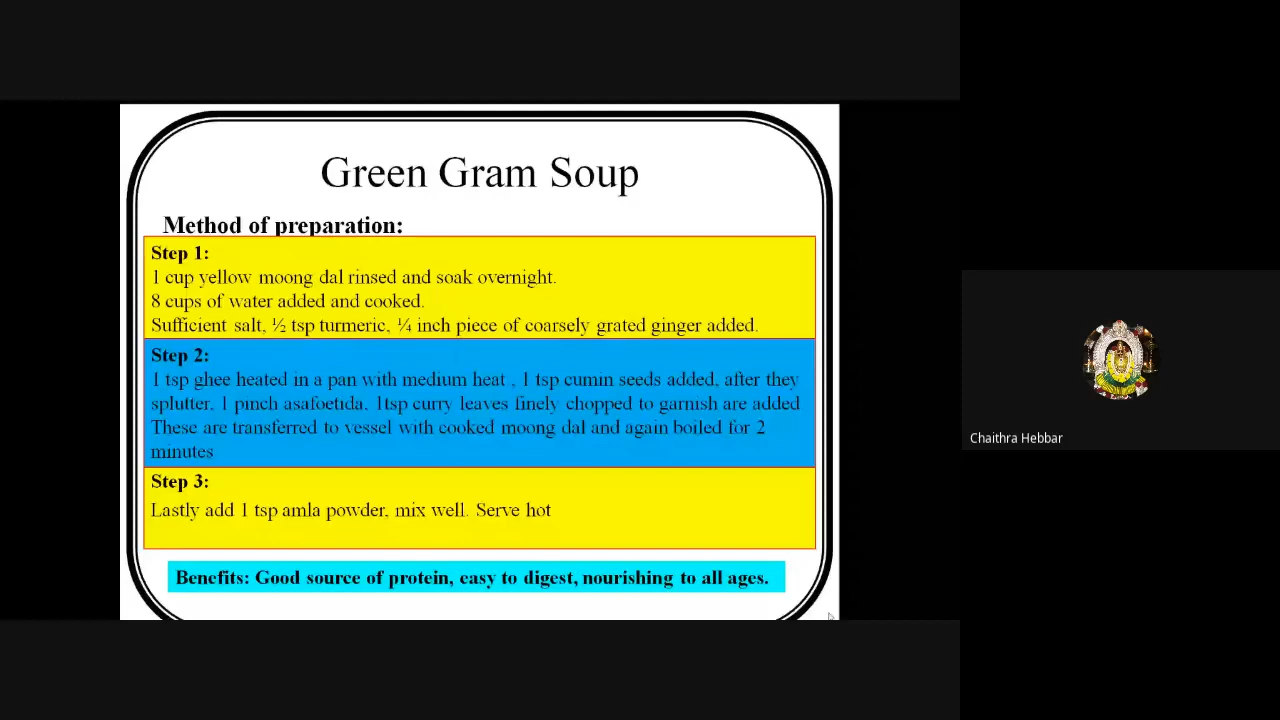 Green Gram Soup
Method of preparation:
Step 1:
1 cup yellow moong dal rinsed and soak overnight.
8 cups of water added and cooked.
Sufficient salt, ½ tsp turmeric, ¼ inch piece of coarsely grated ginger added.
Step 2:
1 tsp ghee heated in a pan with medium heat , 1 tsp cumin seeds added, after they
splutter, 1 pinch asafoetida, 1tsp curry leaves finely chopped to garnish are added
These are transferred to vessel with cooked moong dal and again boiled for 2
minutes
Step 3:
Lastly add 1 tsp amla powder, mix well. Serve hot
Benefits: Good source of protein, easy to digest, nourishing to all ages.
Chaithra Hebbar